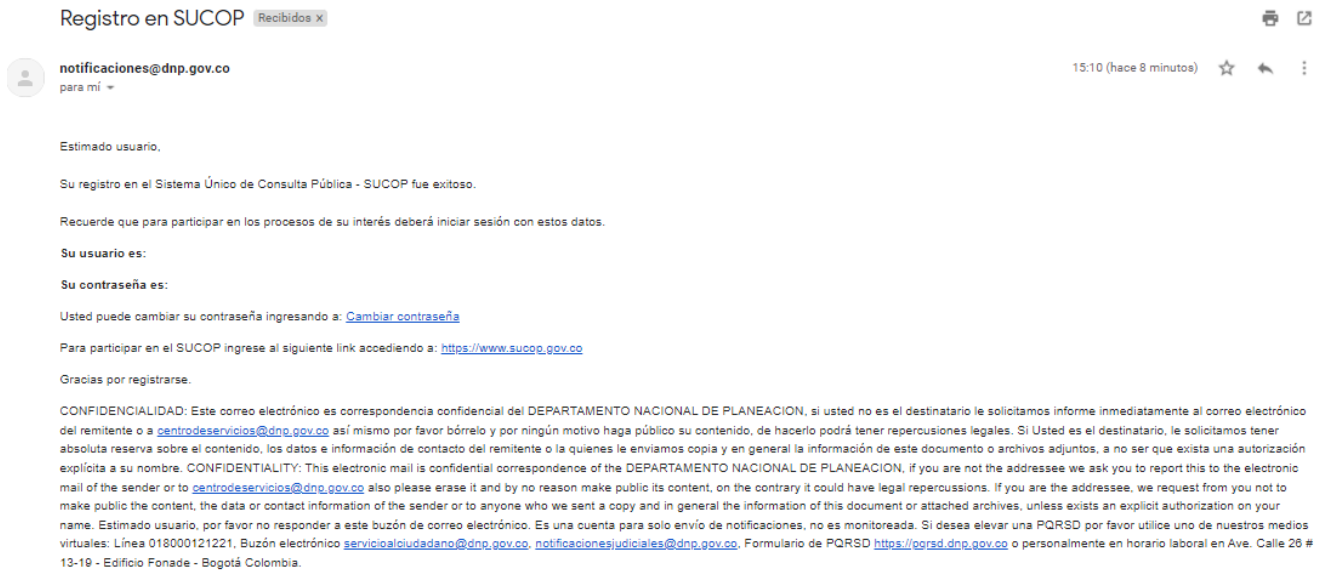 Registro en SUCOP Recibidos x
notificaciones@dnp.gov.co 15:10 (hace 8 minutos)
para mí
Estimado usuario,
Su registro en el Sistema Único de Consulta Pública - SUCOP fue exitoso.
Recuerde que para participar en los procesos de su interés deberá iniciar sesión con estos datos.
Su usuario es:
Su contraseña es:
Usted puede cambiar su contraseña ingresando a: Cambiar contraseña
Para participar en el SUCOP ingrese al siguiente link accediendo a: https://www.sucop.gov.co
Gracias por registrarse.
CONFIDENCIALIDAD: Este correo electrónico es correspondencia confidencial del DEPARTAMENTO NACIONAL DE PLANEACION, si usted no es el destinatario le solicitamos informe inmediatamente al correo electrónico
del remitente o a centrodeservicios@dnp.gov.co así mismo por favor bórrelo y por ningún motivo haga público su contenido, de hacerlo podrá tener repercusiones legales. Si Usted es el destinatario, le solicitamos tener
absoluta reserva sobre el contenido, los datos e información de contacto del remitente o la quienes le enviamos copia y en general la información de este documento o archivos adjuntos, a no ser que exista una autorización
explícita a su nombre. CONFIDENTIALITY: This electronic mail is confidential correspondence of the DEPARTAMENTO NACIONAL DE PLANEACION, if you are not the addressee we ask you to report this to the electronic
mail of the sender or to centrodeservicios@dnp.gov.co also please erase it and by no reason make public its content, on the contrary it could have legal repercussions. If you are the addressee, we request from you not to
make public the content, the data or contact information of the sender or to anyone who we sent a copy and in general the information of this document or attached archives, unless exists an explicit authorization on your
name. Estimado usuario, por favor no responder a este buzón de correo electrónico. Es una cuenta para solo envío de notificaciones, no es monitoreada. Si desea elevar una PQRSD por favor utilice uno de nuestros medios
virtuales: Línea 018000121221, Buzón electrónico servicioalciudadano@dnp.gov.co, notificacionesjudiciales@dnp.gov.co, Formulario de PQRSD https://pqrsd.dnp.gov.co o personalmente en horario laboral en Ave. Calle 26 #
13-19 - Edificio Fonade - Bogotá Colombia.